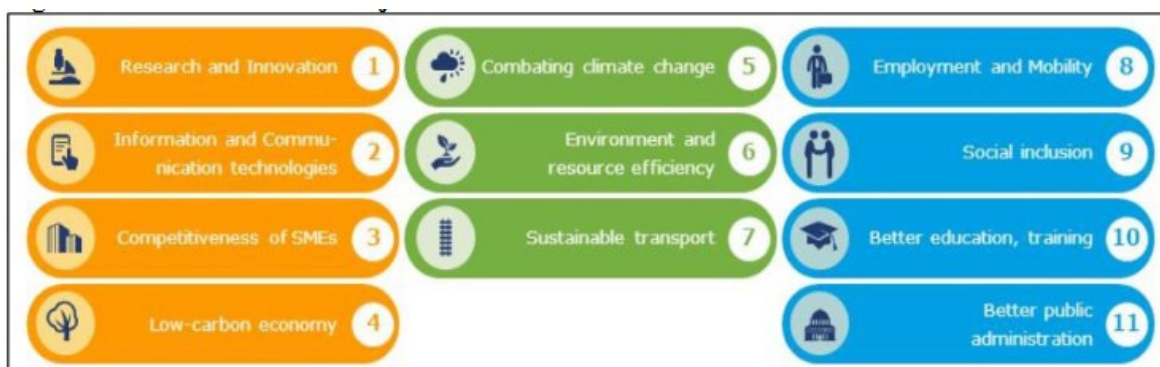 Research and Innovation 1
Information and Commu-
nication technologies 2
Competitiveness of SMEs 3
Low-carbon economy 4
Combating climate change 5
Environment and
resource efficiency 6
Sustainable transport 7
Employment and Mobility 8
Social inclusion 9
Better education, training 10
Better public
administration 11